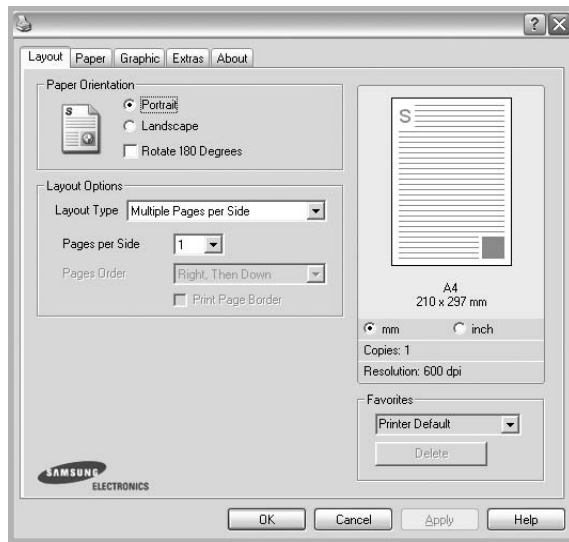 Layout Paper Graphic Extras About
Paper Orientation
S
Portrait
Landscape
Rotate 180 Degrees
Layout Options
Layout Type Multiple Pages per Side
Pages per Side 1
Pages Order Right, Then Down
Print Page Border
S
A4
210 x 297 mm
mm inch
Copies: 1
Resolution: 600 dpi
Favorites
Printer Default
Delete
SAMSUNG
ELECTRONICS
OK Cancel Apply Help